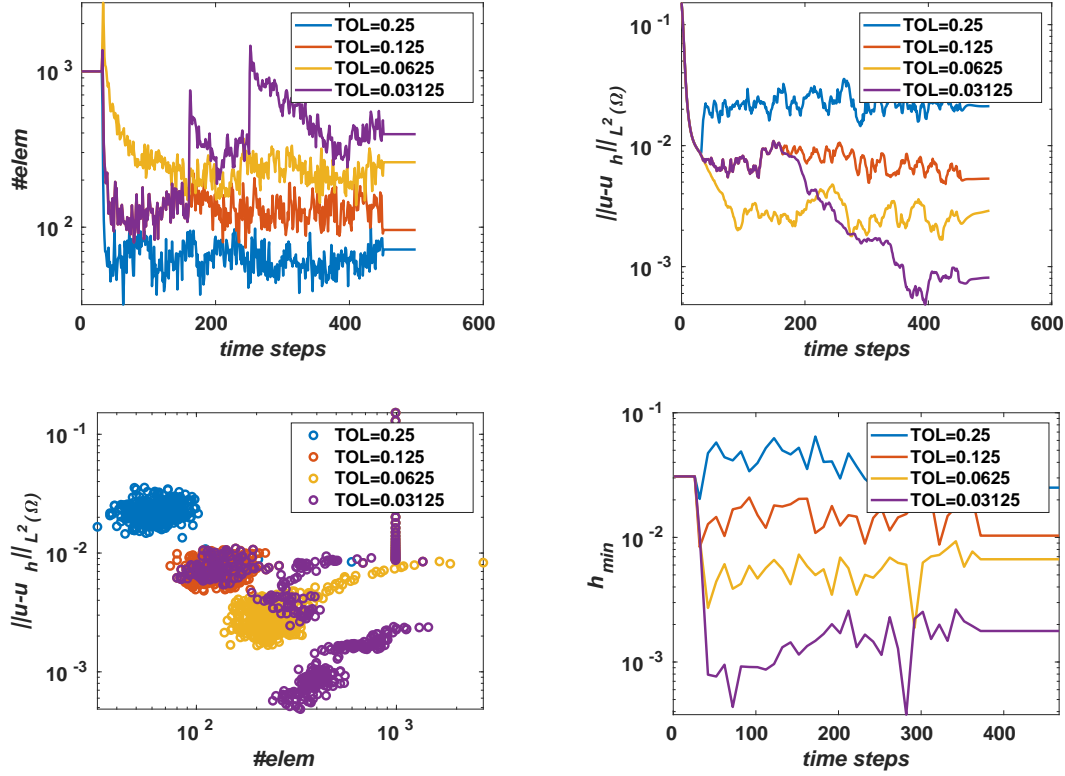 10^3
10^2
#elem
TOL=0.25
TOL=0.125
TOL=0.0625
TOL=0.03125
0
200
400
600
time steps
10^-1
10^-2
10^-3
||u-u_h||_L^2(Ω)
TOL=0.25
TOL=0.125
TOL=0.0625
TOL=0.03125
0
200
400
600
time steps
10^-1
10^-2
10^-3
||u-u_h||_L^2(Ω)
TOL=0.25
TOL=0.125
TOL=0.0625
TOL=0.03125
10^2
10^3
#elem
10^-1
10^-2
10^-3
h_min
TOL=0.25
TOL=0.125
TOL=0.0625
TOL=0.03125
0
100
200
300
400
time steps